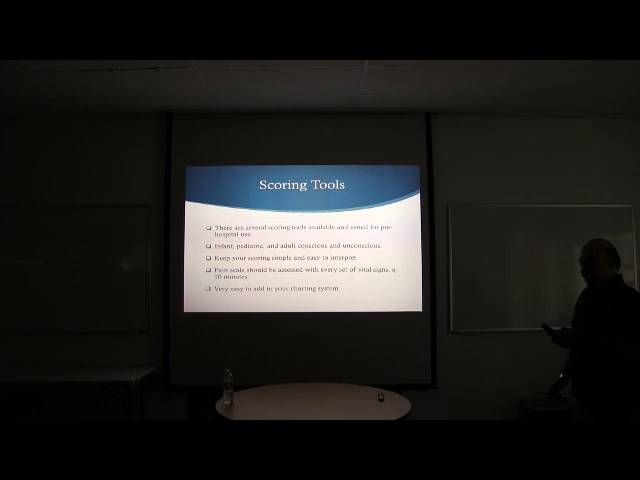 Scoring Tools
There are several scoring tools available and vetted for pre-
hospital use.
Infant, pediatric, and adult conscious and unconscious.
Keep your scoring simple and easy to interpret.
Pain scale should be assessed with every set of vital signs, q
10 minutes.
Very easy to add to your charting system